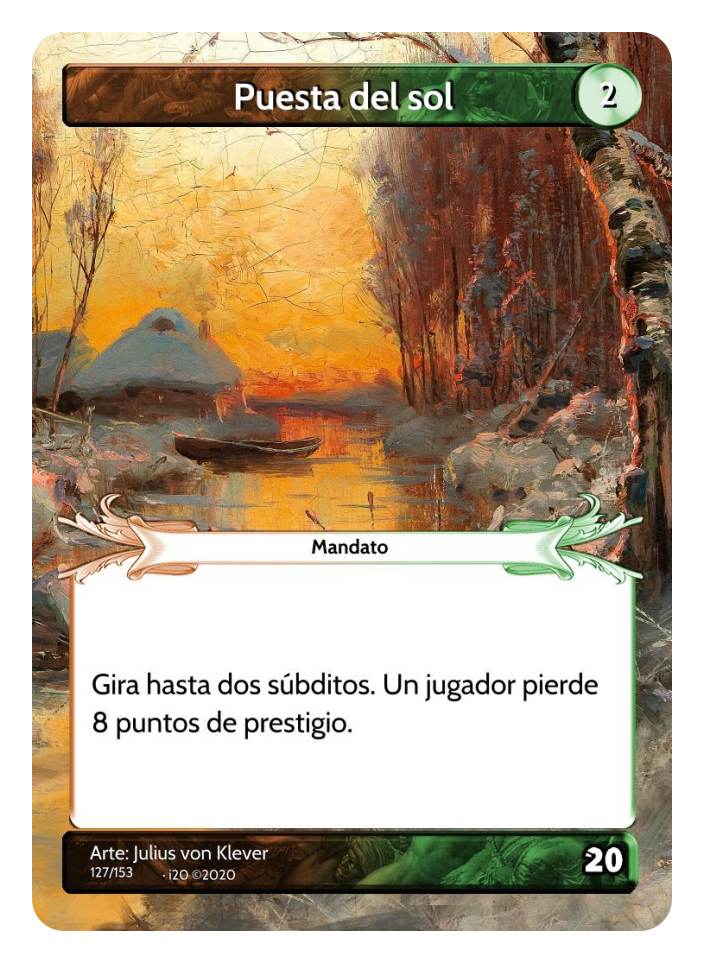 Puesta del sol
2
Mandato
Gira hasta dos súbditos. Un jugador pierde
8 puntos de prestigio.
Arte: Julius von Klever
127/153 · i20 ©2020
20